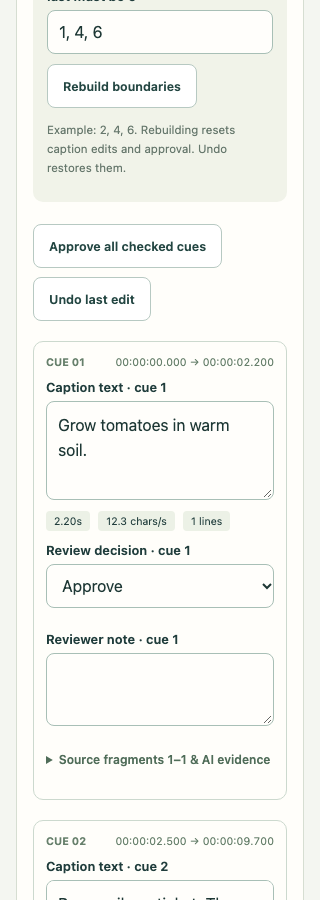 1, 4, 6
Rebuild boundaries
Example: 2, 4, 6. Rebuilding resets
caption edits and approval. Undo
restores them.
Approve all checked cues
Undo last edit
CUE 01 00:00:00.000 → 00:00:02.200
Caption text · cue 1
Grow tomatoes in warm
soil.
2.20s 12.3 chars/s 1 lines
Review decision · cue 1
Approve
Reviewer note · cue 1
▶ Source fragments 1–1 & AI evidence
CUE 02 00:00:02.500 → 00:00:09.700
Caption text · cue 2